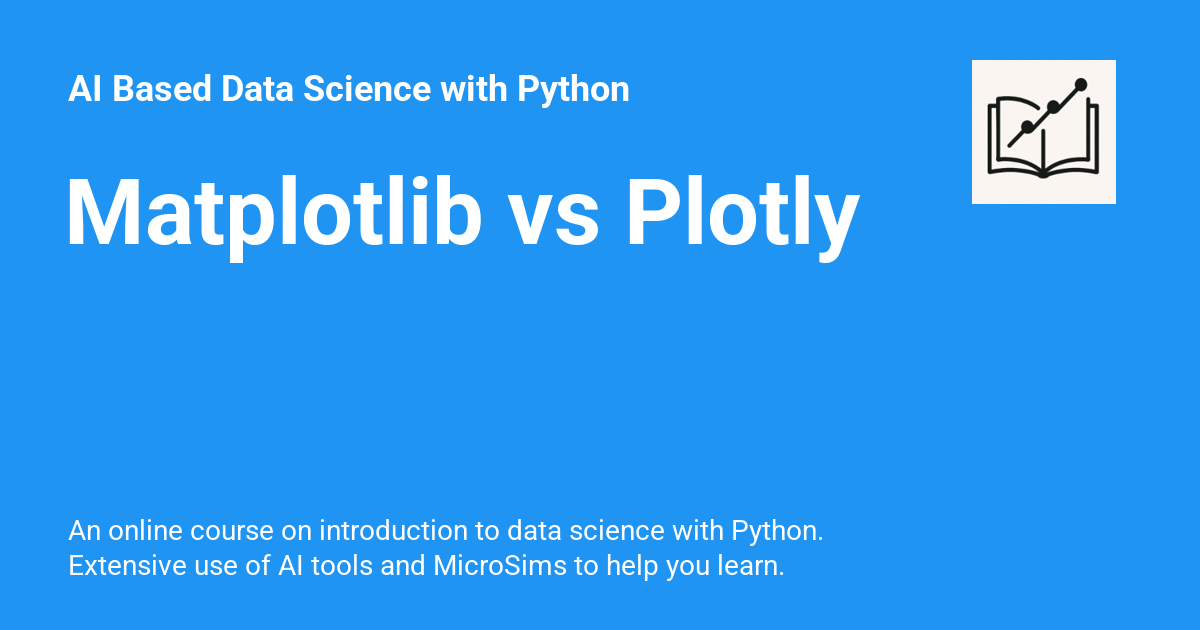 AI Based Data Science with Python
Matplotlib vs Plotly
An online course on introduction to data science with Python.
Extensive use of AI tools and MicroSims to help you learn.